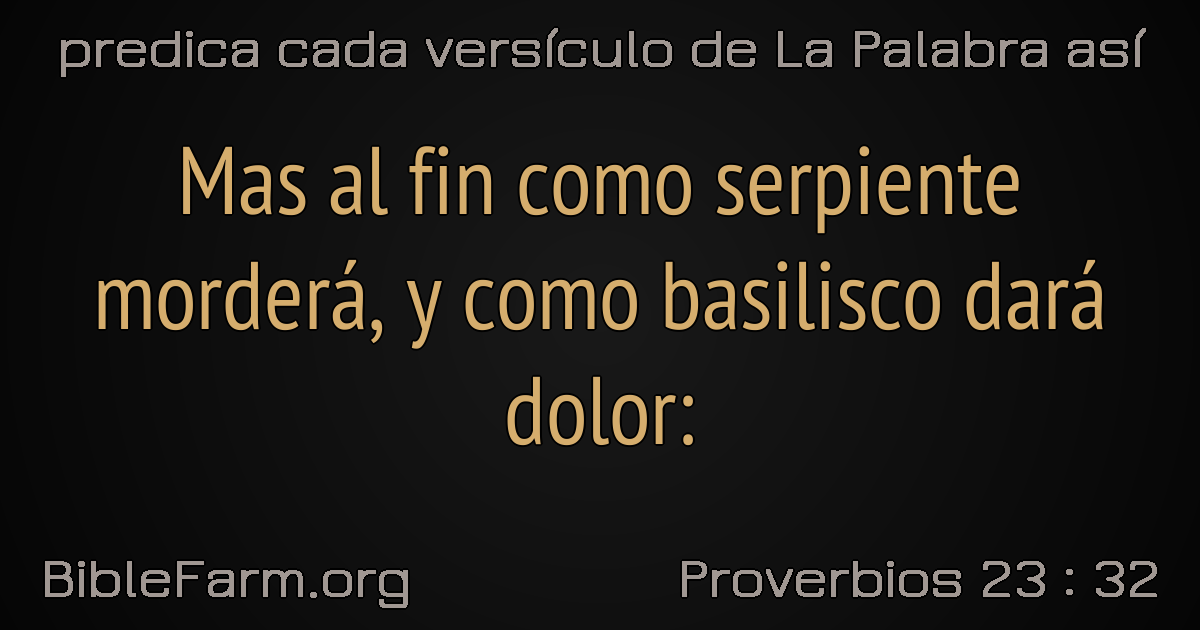 predica cada versículo de La Palabra así
Mas al fin como serpiente
morderá, y como basilisco dará
dolor:
BibleFarm.org
Proverbios 23 : 32